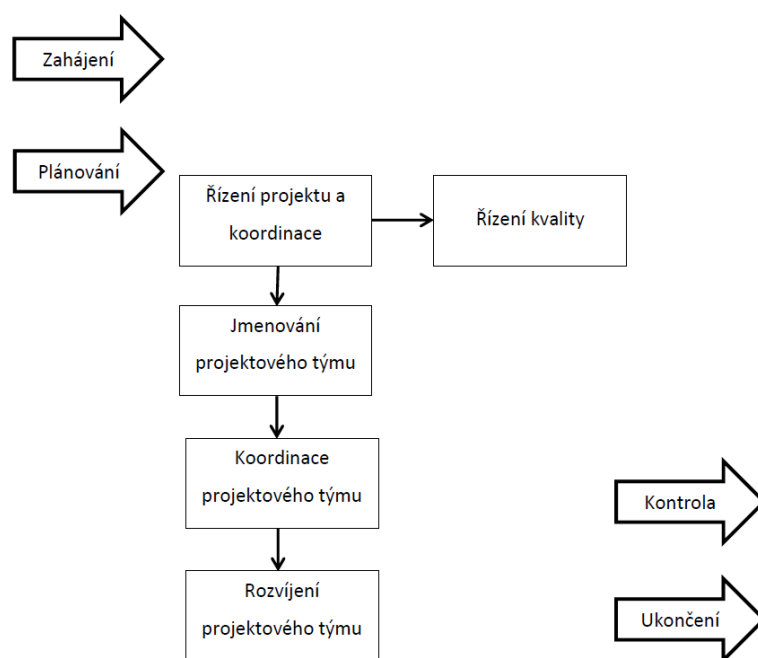 Zahájení
Plánování
Řízení projektu a
koordinace
Řízení kvality
Jmenování
projektového týmu
Koordinace
projektového týmu
Kontrola
Rozvíjení
projektového týmu
Ukončení